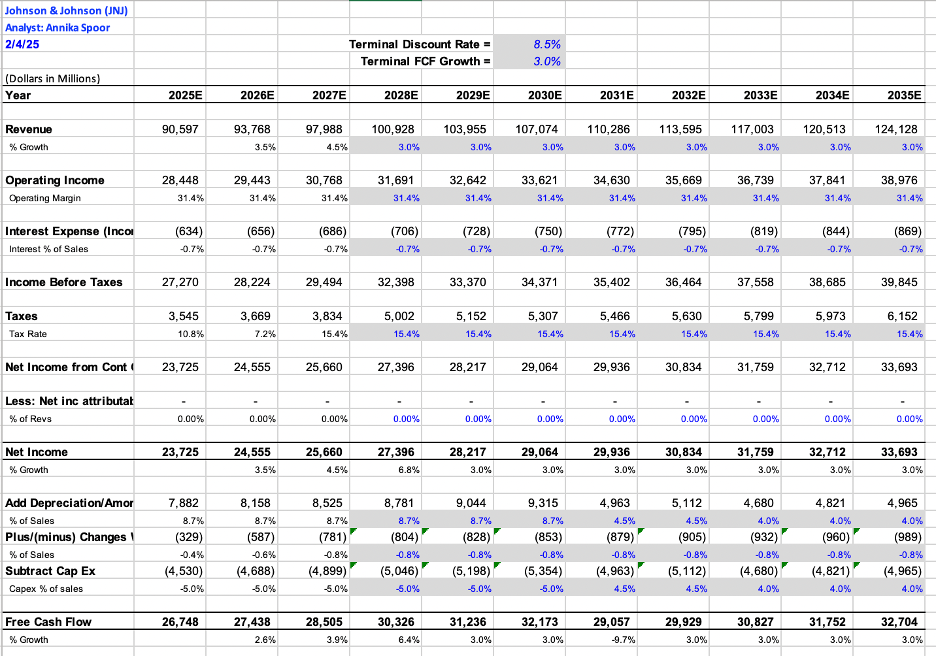 Johnson & Johnson (JNJ)
Analyst: Annika Spoor
2/4/25 Terminal Discount Rate = 8.5%
Terminal FCF Growth = 3.0%
(Dollars in Millions)
Year 2025E 2026E 2027E 2028E 2029E 2030E 2031E 2032E 2033E 2034E 2035E
Revenue 90,597 93,768 97,988 100,928 103,955 107,074 110,286 113,595 117,003 120,513 124,128
% Growth 3.5% 4.5% 3.0% 3.0% 3.0% 3.0% 3.0% 3.0% 3.0% 3.0%
Operating Income 28,448 29,443 30,768 31,691 32,642 33,621 34,630 35,669 36,739 37,841 38,976
Operating Margin 31.4% 31.4% 31.4% 31.4% 31.4% 31.4% 31.4% 31.4% 31.4% 31.4% 31.4%
Interest Expense (Incor (634) (656) (686) (706) (728) (750) (772) (795) (819) (844) (869)
Interest % of Sales -0.7% -0.7% -0.7% -0.7% -0.7% -0.7% -0.7% -0.7% -0.7% -0.7% -0.7%
Income Before Taxes 27,270 28,224 29,494 32,398 33,370 34,371 35,402 36,464 37,558 38,685 39,845
Taxes 3,545 3,669 3,834 5,002 5,152 5,307 5,466 5,630 5,799 5,973 6,152
Tax Rate 10.8% 7.2% 15.4% 15.4% 15.4% 15.4% 15.4% 15.4% 15.4% 15.4% 15.4%
Net Income from Cont 23,725 24,555 25,660 27,396 28,217 29,064 29,936 30,834 31,759 32,712 33,693
Less: Net inc attributab - - - - - - - - - - -
% of Revs 0.00% 0.00% 0.00% 0.00% 0.00% 0.00% 0.00% 0.00% 0.00% 0.00% 0.00%
Net Income 23,725 24,555 25,660 27,396 28,217 29,064 29,936 30,834 31,759 32,712 33,693
% Growth 3.5% 4.5% 6.8% 3.0% 3.0% 3.0% 3.0% 3.0% 3.0% 3.0%
Add Depreciation/Amor 7,882 8,158 8,525 8,781 9,044 9,315 4,963 5,112 4,680 4,821 4,965
% of Sales 8.7% 8.7% 8.7% 8.7% 8.7% 8.7% 4.5% 4.5% 4.0% 4.0% 4.0%
Plus/(minus) Changes (329) (587) (781) (804) (828) (853) (879) (905) (932) (960) (989)
% of Sales -0.4% -0.6% -0.8% -0.8% -0.8% -0.8% -0.8% -0.8% -0.8% -0.8% -0.8%
Subtract Cap Ex (4,530) (4,688) (4,899) (5,046) (5,198) (5,354) (4,963) (5,112) (4,680) (4,821) (4,965)
Capex % of sales -5.0% -5.0% -5.0% -5.0% -5.0% -5.0% 4.5% 4.5% 4.0% 4.0% 4.0%
Free Cash Flow 26,748 27,438 28,505 30,326 31,236 32,173 29,057 29,929 30,827 31,752 32,704
% Growth 2.6% 3.9% 6.4% 3.0% 3.0% -9.7% 3.0% 3.0% 3.0% 3.0%